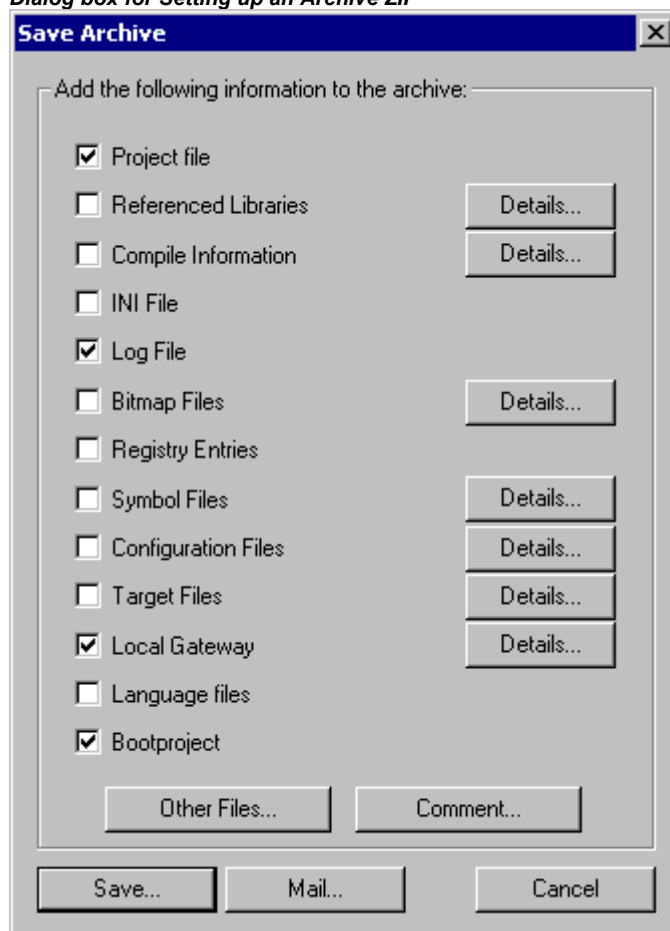 Dialog box for Setting up an Archive ZIP
Save Archive
Add the following information to the archive:
Project file
Referenced Libraries Details...
Compile Information Details...
INI File
Log File
Bitmap Files Details...
Registry Entries
Symbol Files Details...
Configuration Files Details...
Target Files Details...
Local Gateway Details...
Language files
Bootproject
Other Files... Comment...
Save... Mail... Cancel